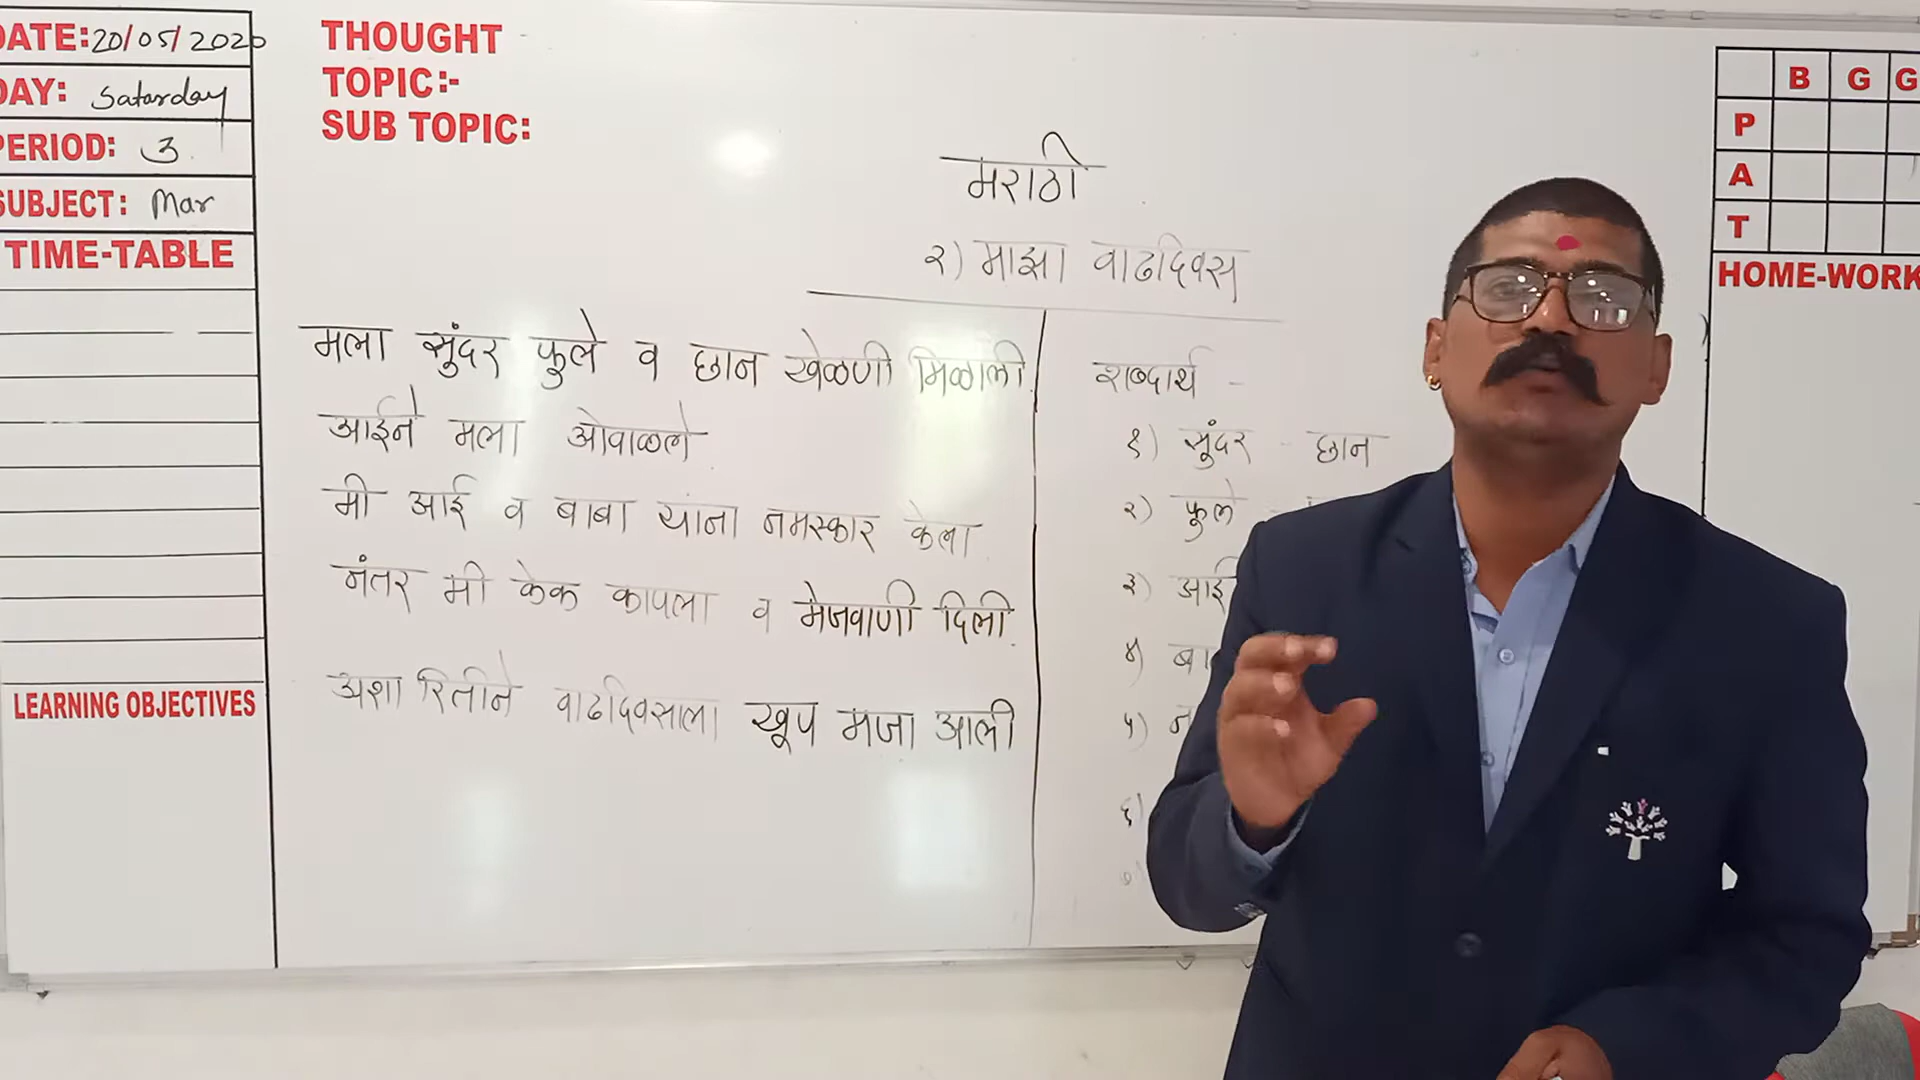 DATE: 20/05/2020
DAY: Saturday
PERIOD: 3
SUBJECT: Mar
TIME-TABLE
LEARNING OBJECTIVES
THOUGHT
TOPIC:-
SUB TOPIC:
मराठी
२) माझा वाढदिवस
मला सुंदर फुले व छान खेळणी मिळाली.
आईने मला ओवाळले.
मी आई व बाबा यांना नमस्कार केला.
नंतर मी केक कापला व मेजवाणी दिली.
अशा रितीने वाढदिवसाला खूप मजा आली
शब्दार्थ -
१) सुंदर - छान
२) फुले -
३) आई
४) बा
५) न
६)
B G G
P
A
T
HOME-WORK